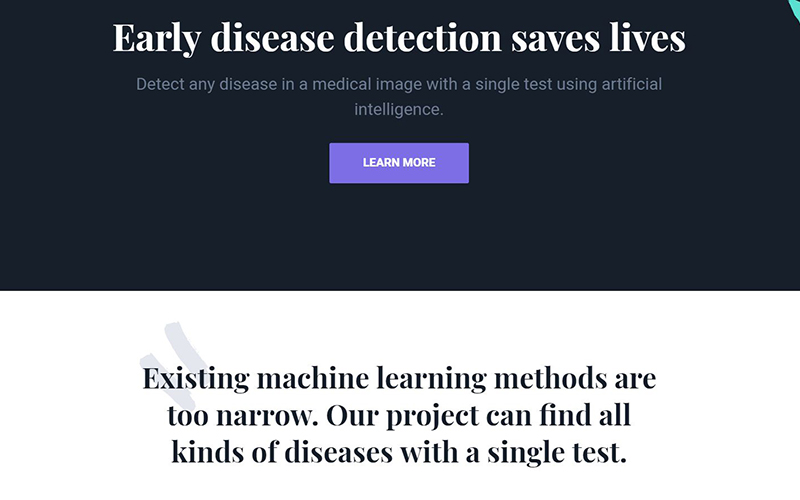 Early disease detection saves lives
Detect any disease in a medical image with a single test using artificial
intelligence.
LEARN MORE
Existing machine learning methods are
too narrow. Our project can find all
kinds of diseases with a single test.